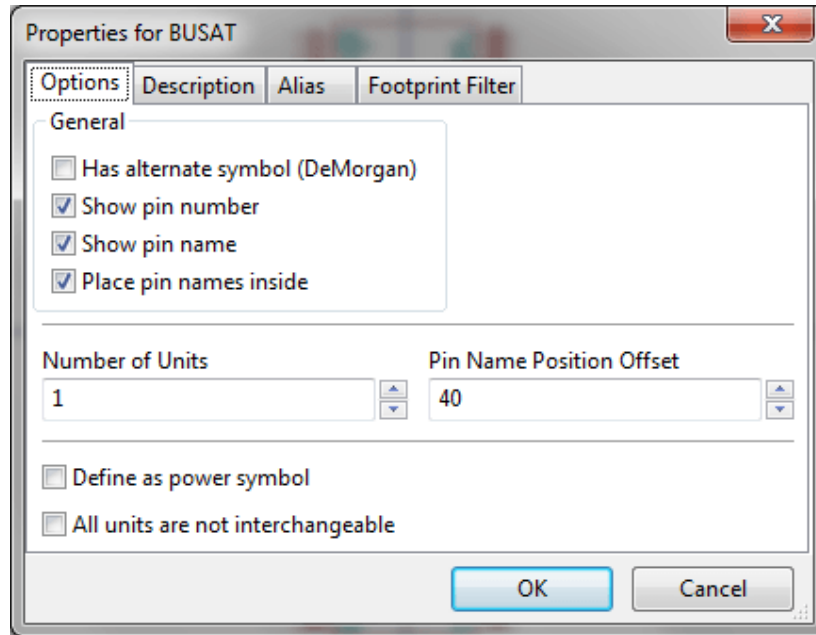 Properties for BUSAT
Options Description Alias Footprint Filter
General
Has alternate symbol (DeMorgan)
Show pin number
Show pin name
Place pin names inside
Number of Units Pin Name Position Offset
1 40
Define as power symbol
All units are not interchangeable
OK Cancel